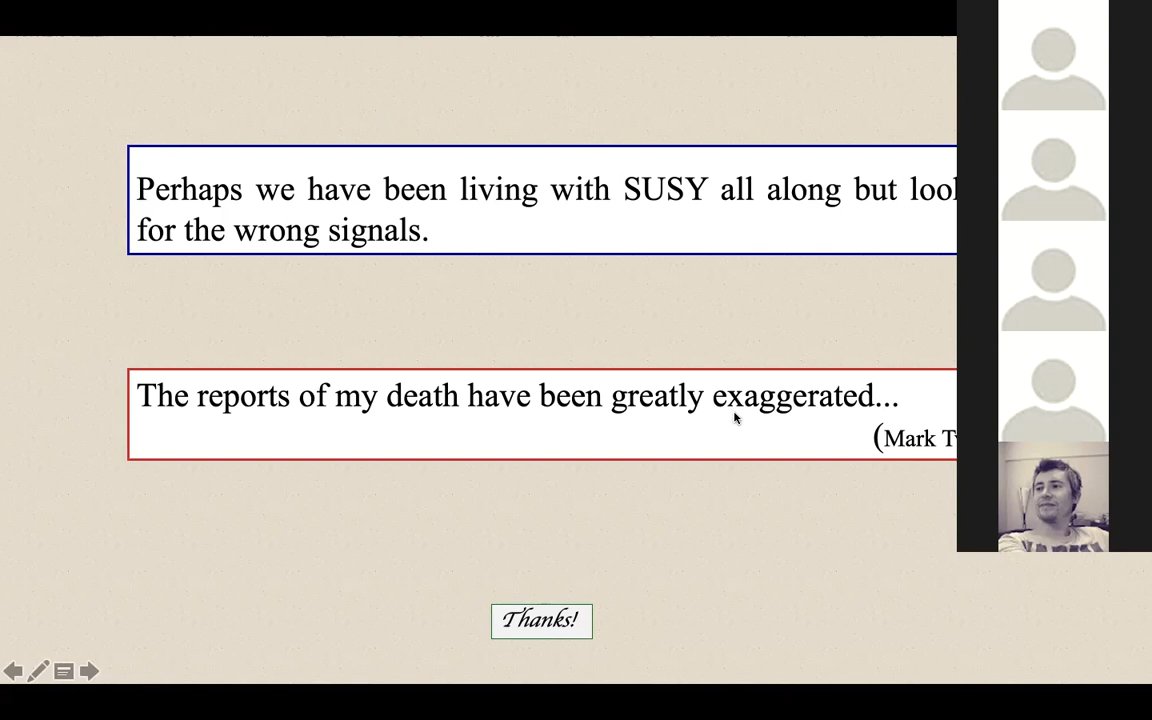 Perhaps we have been living with SUSY all along but
for the wrong signals.
The reports of my death have been greatly exaggerated...
(Mark
Thanks!